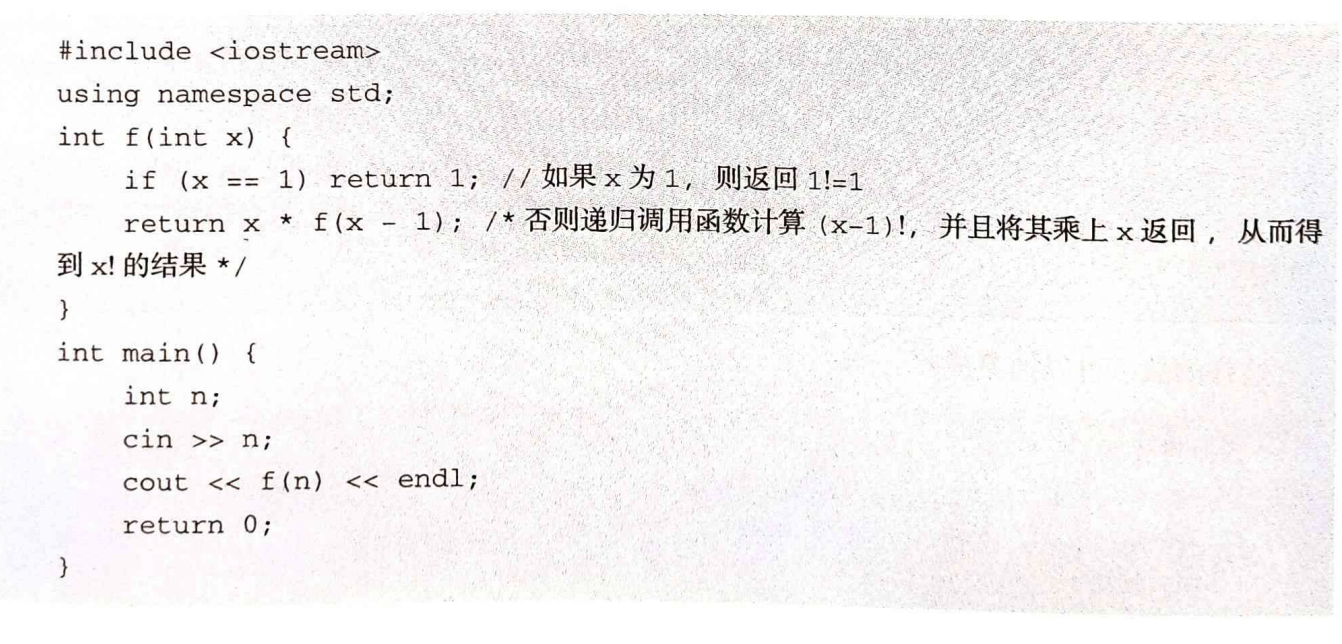 #include <iostream>
using namespace std;
int f(int x) {
    if (x == 1) return 1; // 如果 x 为 1, 则返回 1!=1
    return x * f(x - 1); /* 否则递归调用函数计算 (x-1)!, 并且将其乘上 x 返回, 从而得
到 x! 的结果 */
}
int main() {
    int n;
    cin >> n;
    cout << f(n) << endl;
    return 0;
}